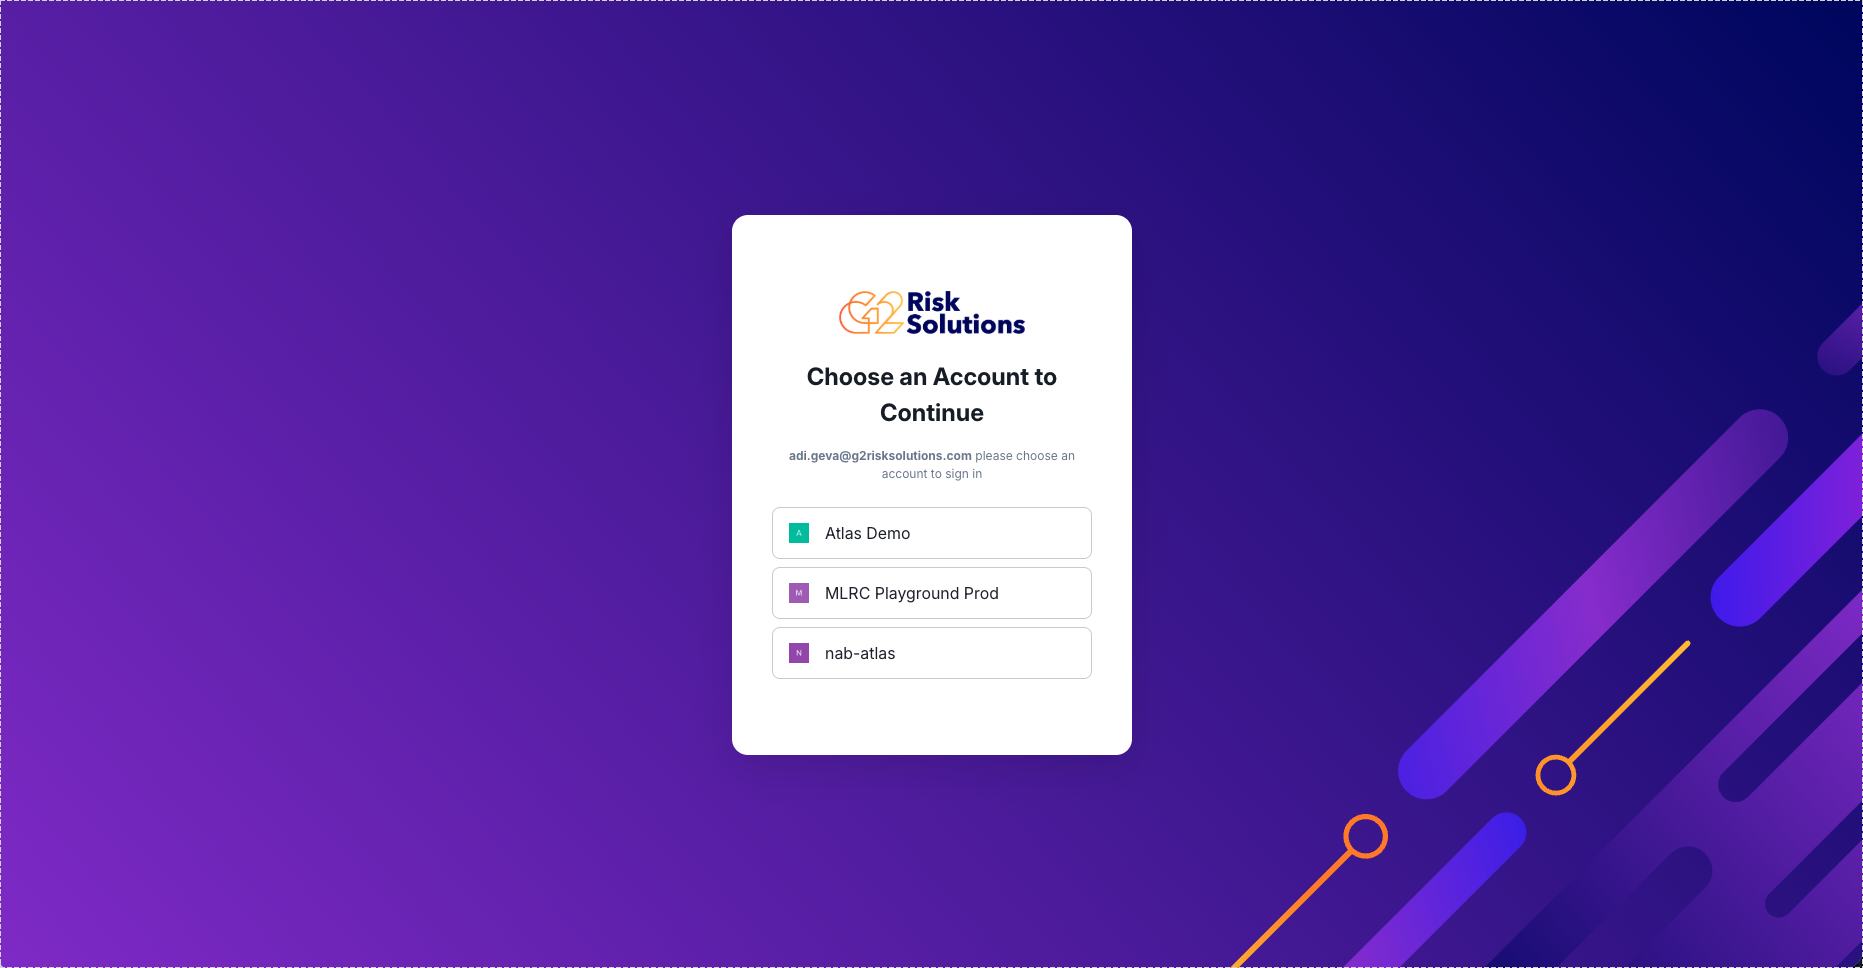 G2 Risk
Solutions
Choose an Account to
Continue
adi.geva@g2risksolutions.com please choose an
account to sign in
A Atlas Demo
M MLRC Playground Prod
N nab-atlas